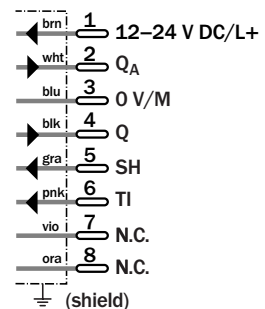 brn 1 12–24 V DC/L+
wht 2 QA
blu 3 0 V/M
blk 4 Q
gra 5 SH
pnk 6 TI
vio 7 N.C.
ora 8 N.C.
(shield)